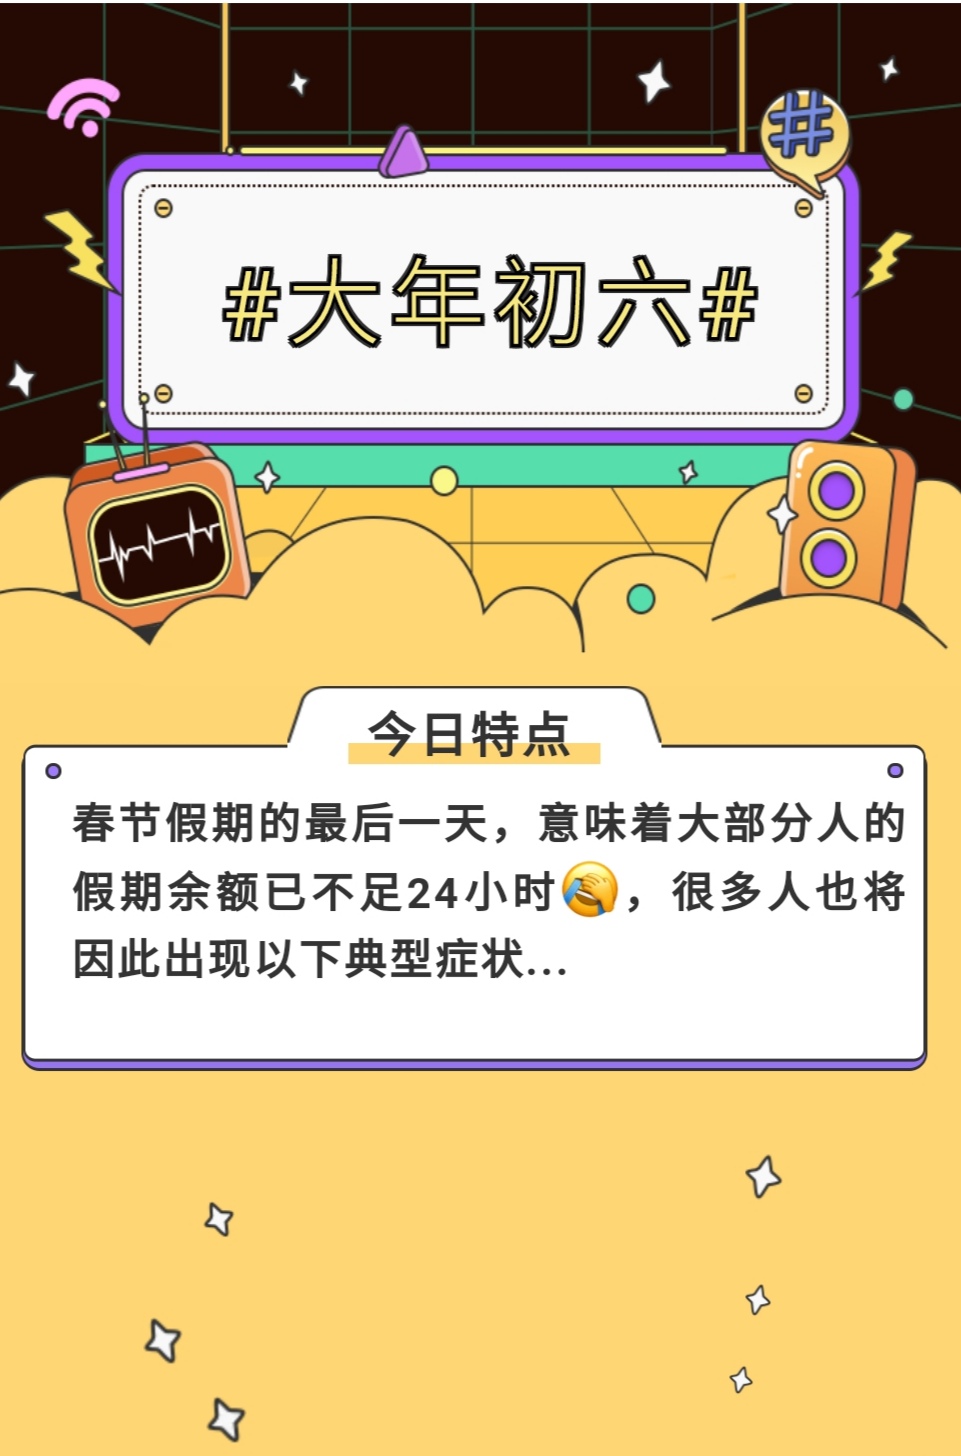 #大年初六#
今日特点
春节假期的最后一天，意味着大部分人的
假期余额已不足24小时🤦，很多人也将
因此出现以下典型症状...